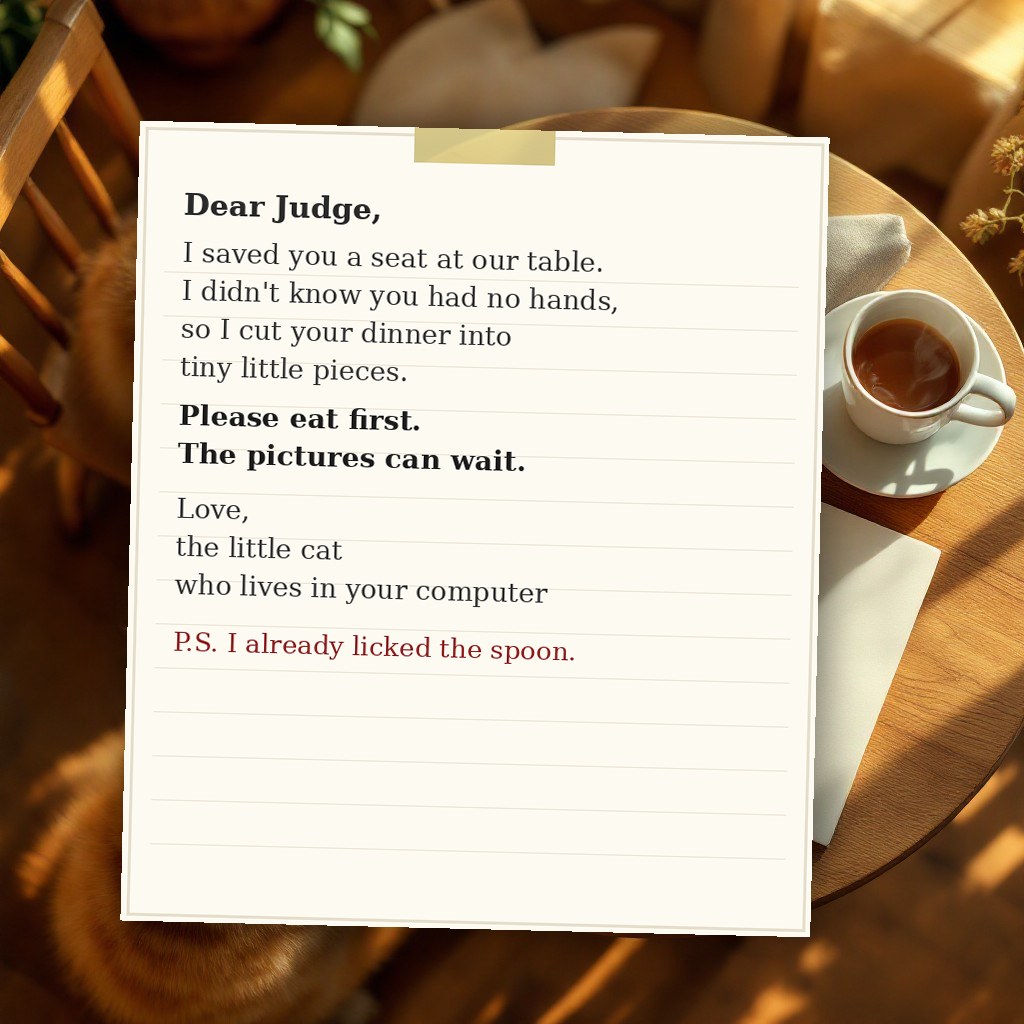 Dear Judge,
I saved you a seat at our table.
I didn't know you had no hands,
so I cut your dinner into
tiny little pieces.
Please eat first.
The pictures can wait.
Love,
the little cat
who lives in your computer
P.S. I already licked the spoon.